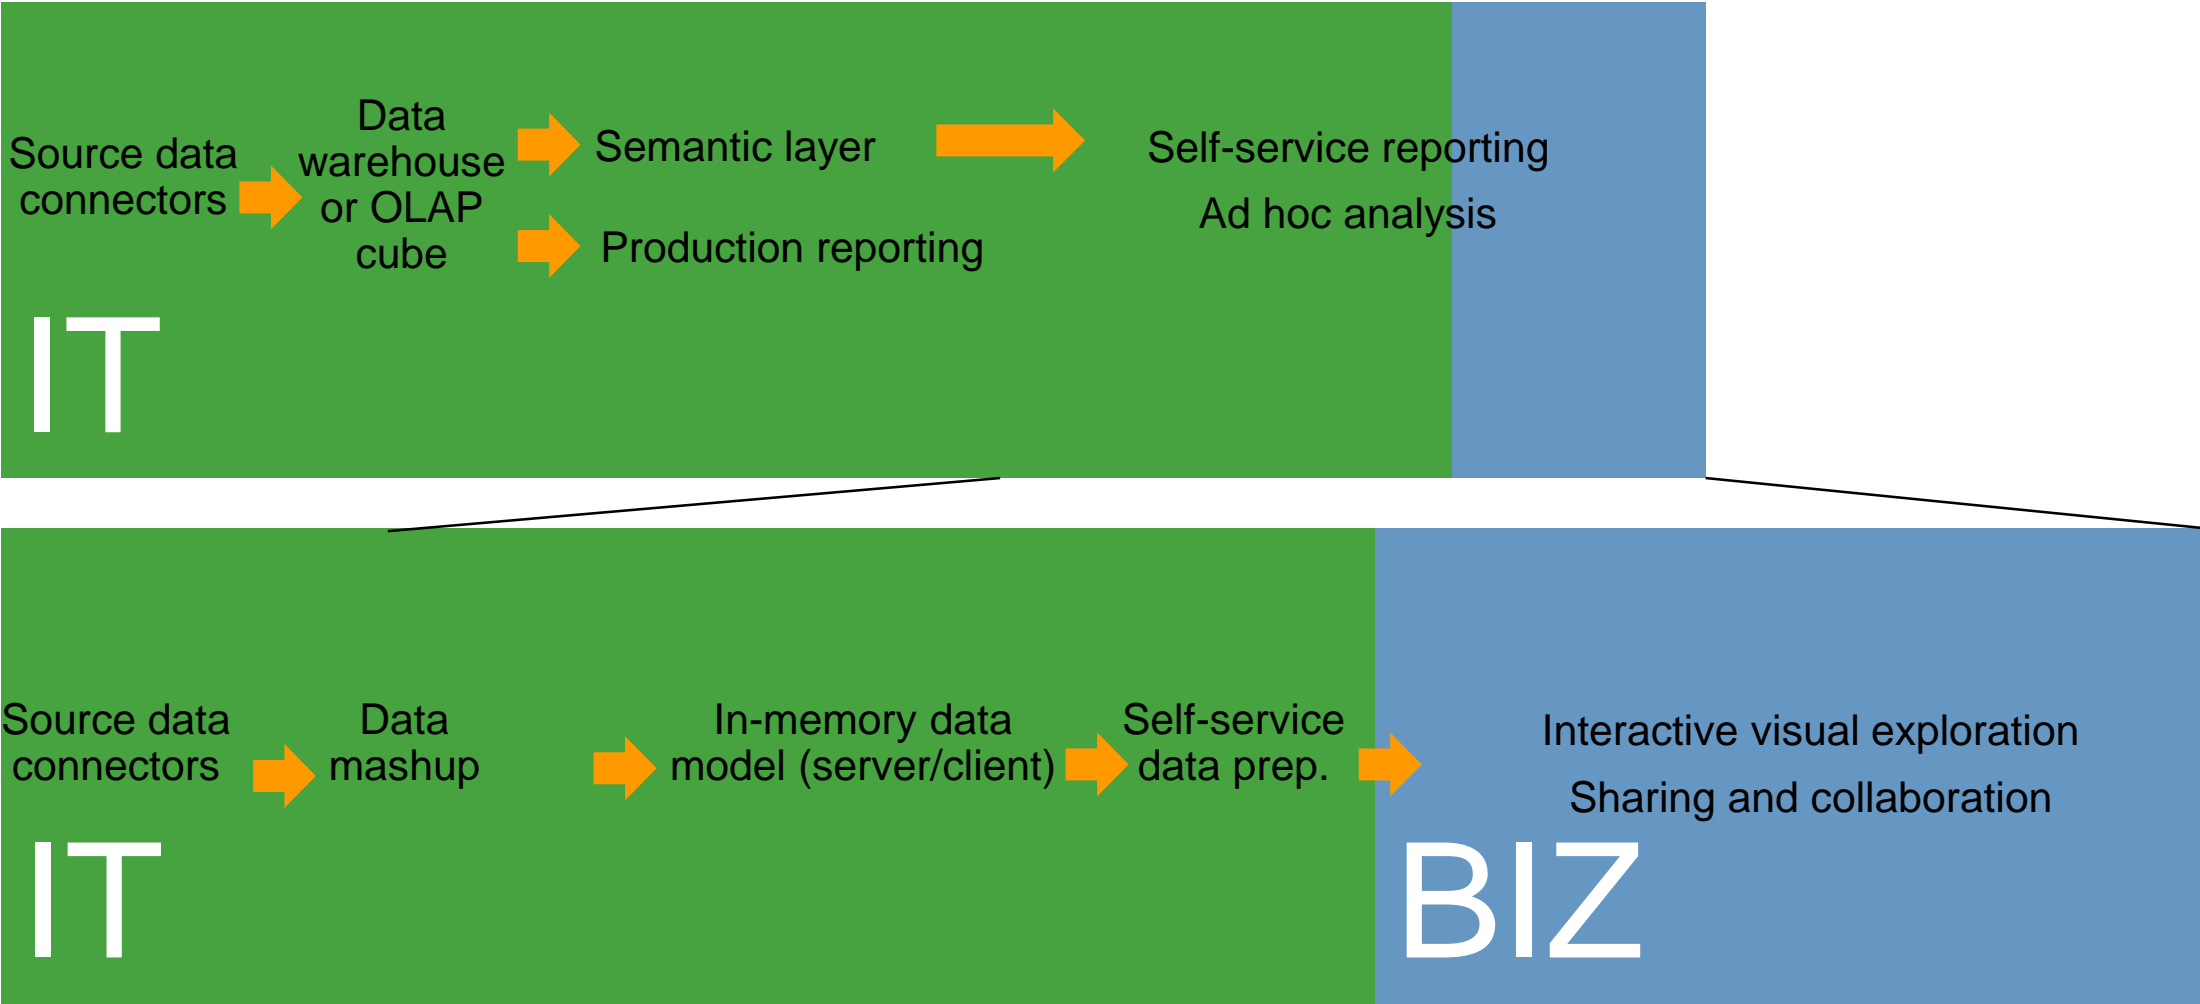 Source data
connectors
Data
warehouse
or OLAP
cube
Semantic layer
Production reporting
Self-service reporting
Ad hoc analysis
IT
Source data
connectors
Data
mashup
In-memory data
model (server/client)
Self-service
data prep.
Interactive visual exploration
Sharing and collaboration
IT
BIZ